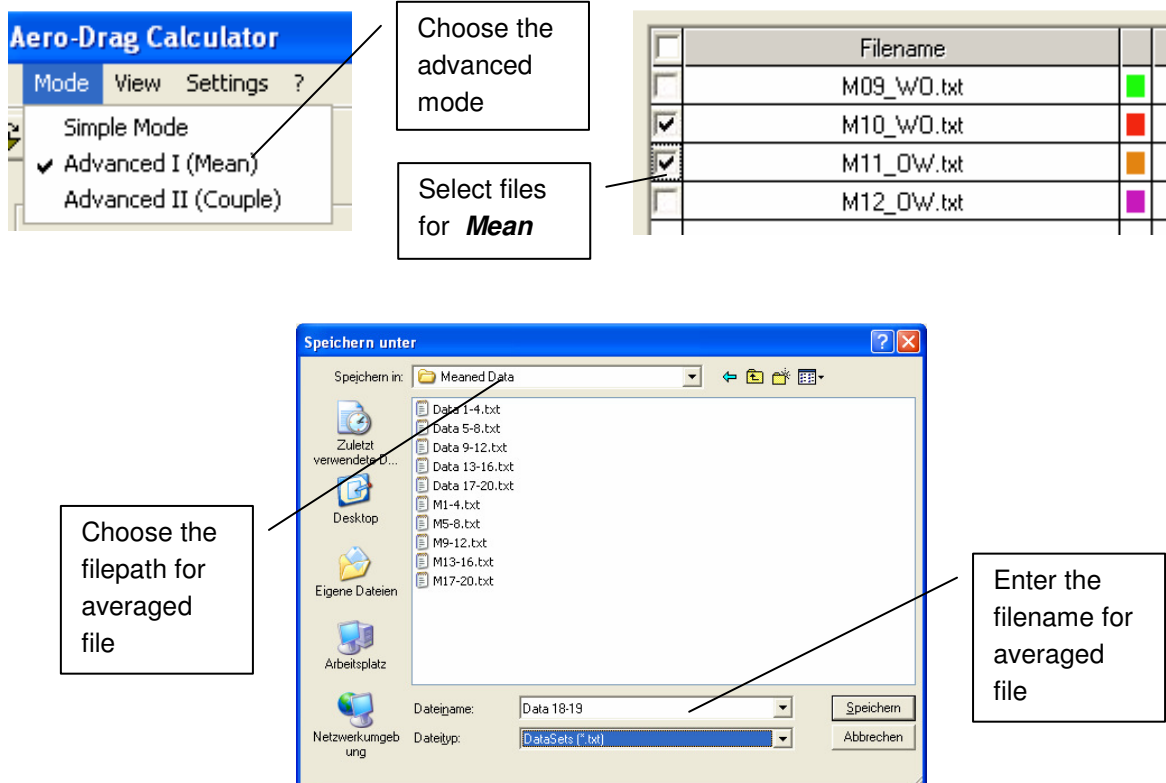 Aero-Drag Calculator
Mode View Settings ?
Simple Mode
Advanced I (Mean)
Advanced II (Couple)
Choose the
advanced
mode
Select files
for Mean
Filename
M09_WO.txt
M10_WO.txt
M11_OW.txt
M12_OW.txt
Speichern unter
Speichern in: Meaned Data
Data 1-4.txt
Data 5-8.txt
Data 9-12.txt
Data 13-16.txt
Data 17-20.txt
M1-4.txt
M5-8.txt
M9-12.txt
M13-16.txt
M17-20.txt
Zuletzt
verwendete D...
Desktop
Eigene Dateien
Arbeitsplatz
Netzwerkumgeb
ung
Dateiname: Data 18-19 Speichern
Dateityp: DataSets (*.txt) Abbrechen
Choose the
filepath for
averaged
file
Enter the
filename for
averaged
file